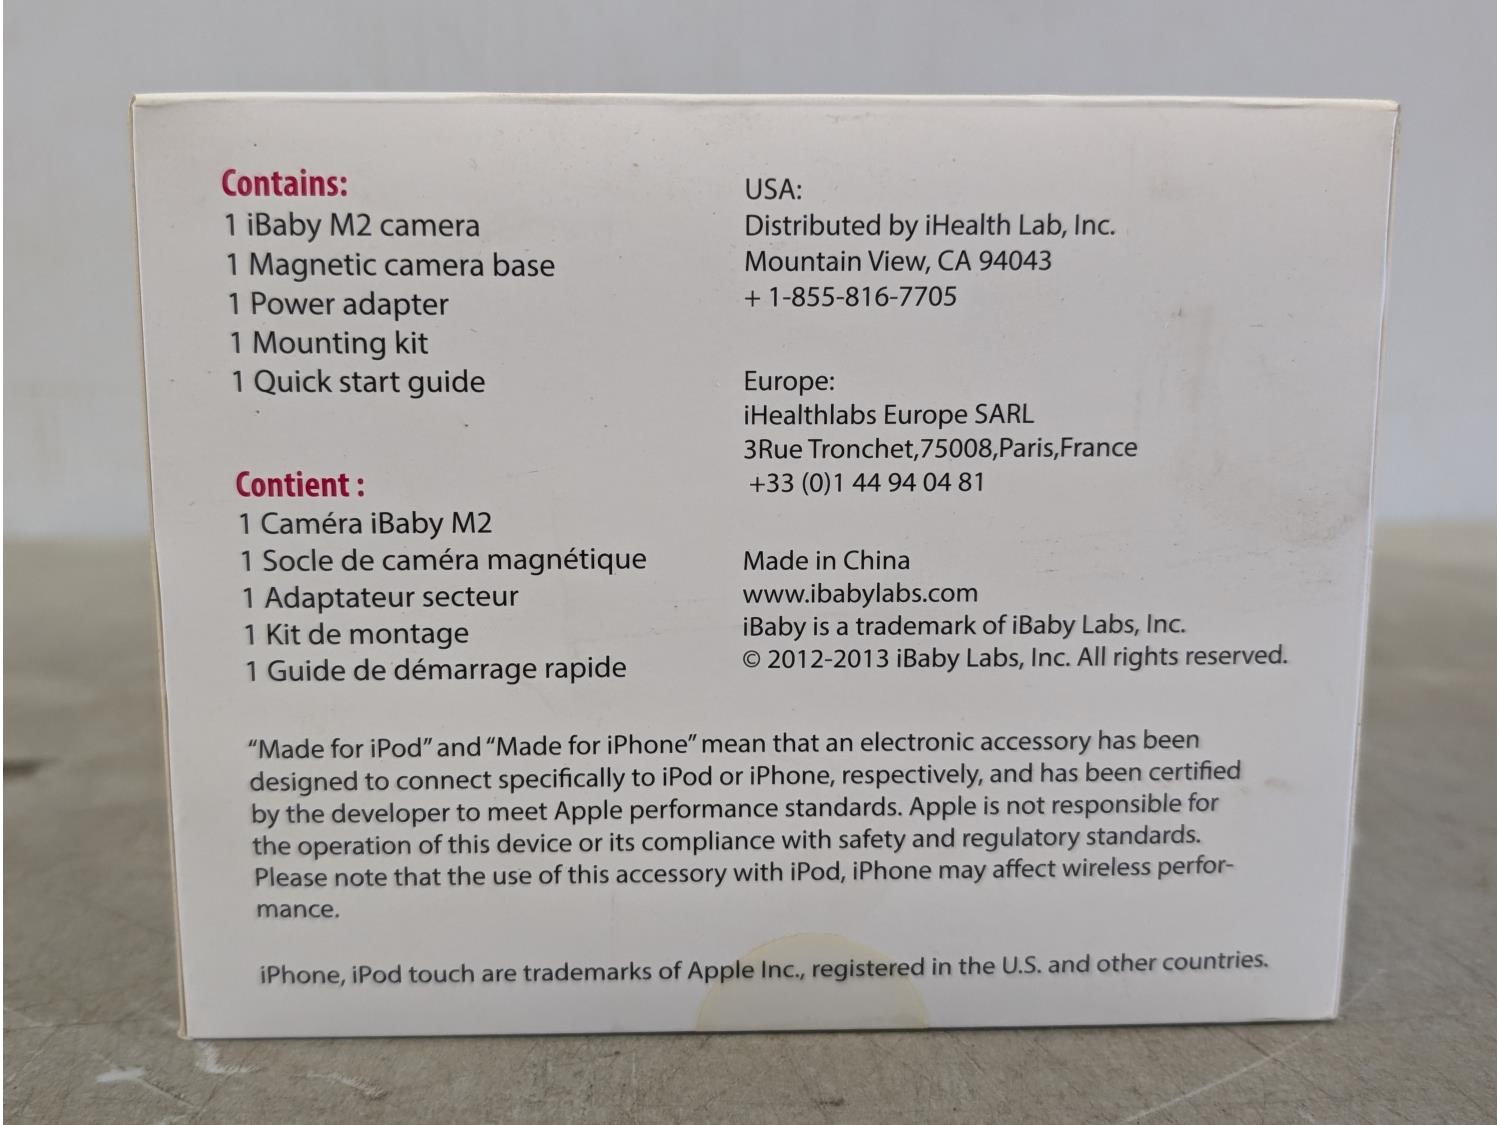 Contains:
1 iBaby M2 camera
1 Magnetic camera base
1 Power adapter
1 Mounting kit
1 Quick start guide
Contient :
1 Caméra iBaby M2
1 Socle de caméra magnétique
1 Adaptateur secteur
1 Kit de montage
1 Guide de démarrage rapide
USA:
Distributed by iHealth Lab, Inc.
Mountain View, CA 94043
+ 1-855-816-7705
Europe:
iHealthlabs Europe SARL
3Rue Tronchet,75008,Paris,France
+33 (0)1 44 94 04 81
Made in China
www.ibabylabs.com
iBaby is a trademark of iBaby Labs, Inc.
© 2012-2013 iBaby Labs, Inc. All rights reserved.
“Made for iPod” and “Made for iPhone” mean that an electronic accessory has been
designed to connect specifically to iPod or iPhone, respectively, and has been certified
by the developer to meet Apple performance standards. Apple is not responsible for
the operation of this device or its compliance with safety and regulatory standards.
Please note that the use of this accessory with iPod, iPhone may affect wireless perfor-
mance.
iPhone, iPod touch are trademarks of Apple Inc., registered in the U.S. and other countries.